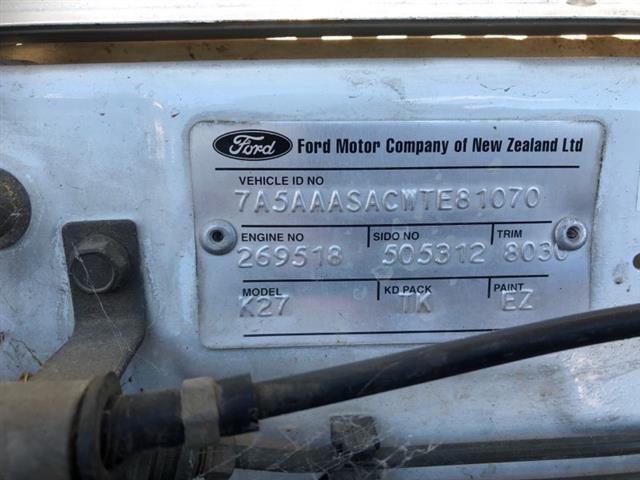 Ford Ford Motor Company of New Zealand Ltd
VEHICLE ID NO
7A5AAASACWTE81070
ENGINE NO SIDO NO TRIM
269518 505312 8030
MODEL KD PACK PAINT
K27 TK EZ